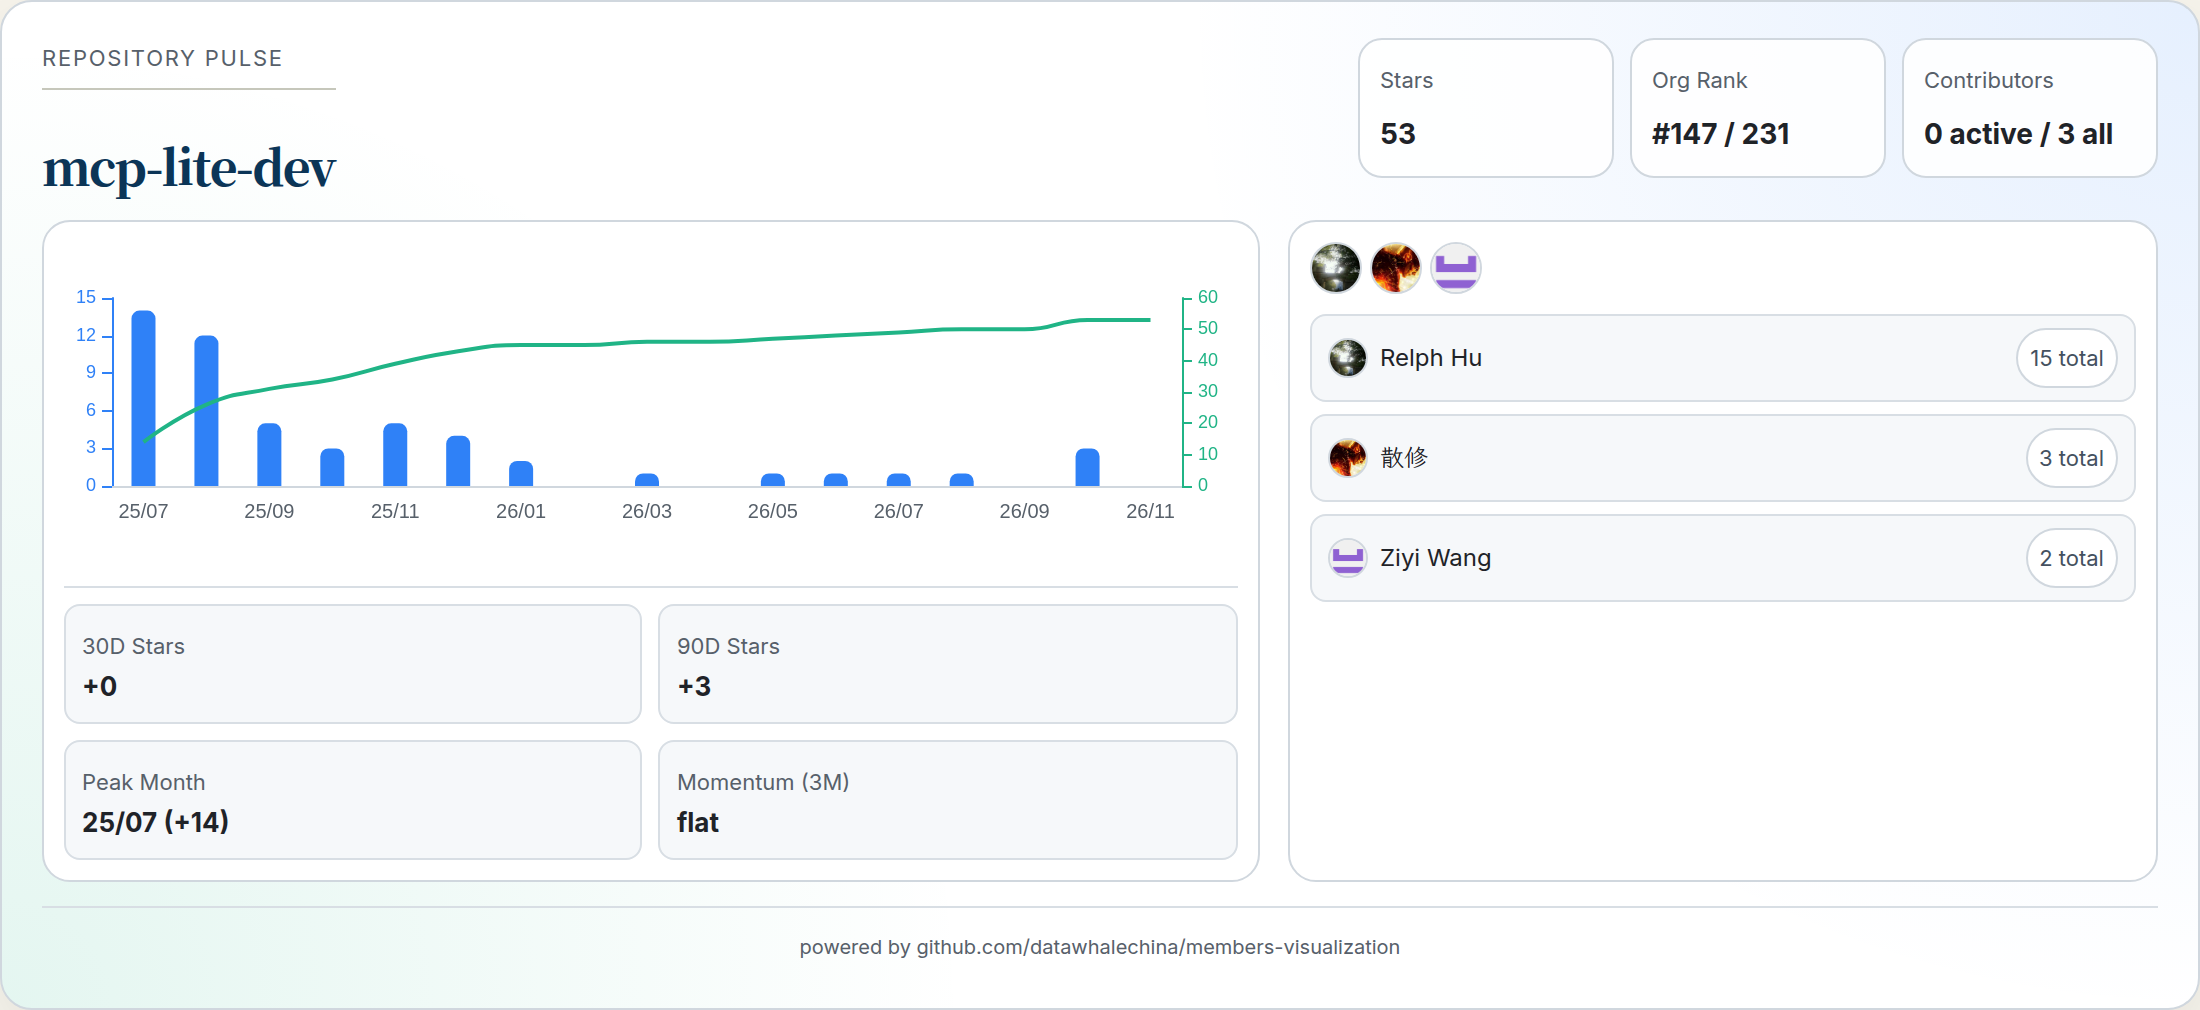 REPOSITORY PULSE
mcp-lite-dev
Stars
53
Org Rank
#147 / 231
Contributors
0 active / 3 all
15
12
9
6
3
0
60
50
40
30
20
10
0
25/07
25/09
25/11
26/01
26/03
26/05
26/07
26/09
26/11
30D Stars
+0
90D Stars
+3
Peak Month
25/07 (+14)
Momentum (3M)
flat
Relph Hu
15 total
散修
3 total
Ziyi Wang
2 total
powered by github.com/datawhalechina/members-visualization